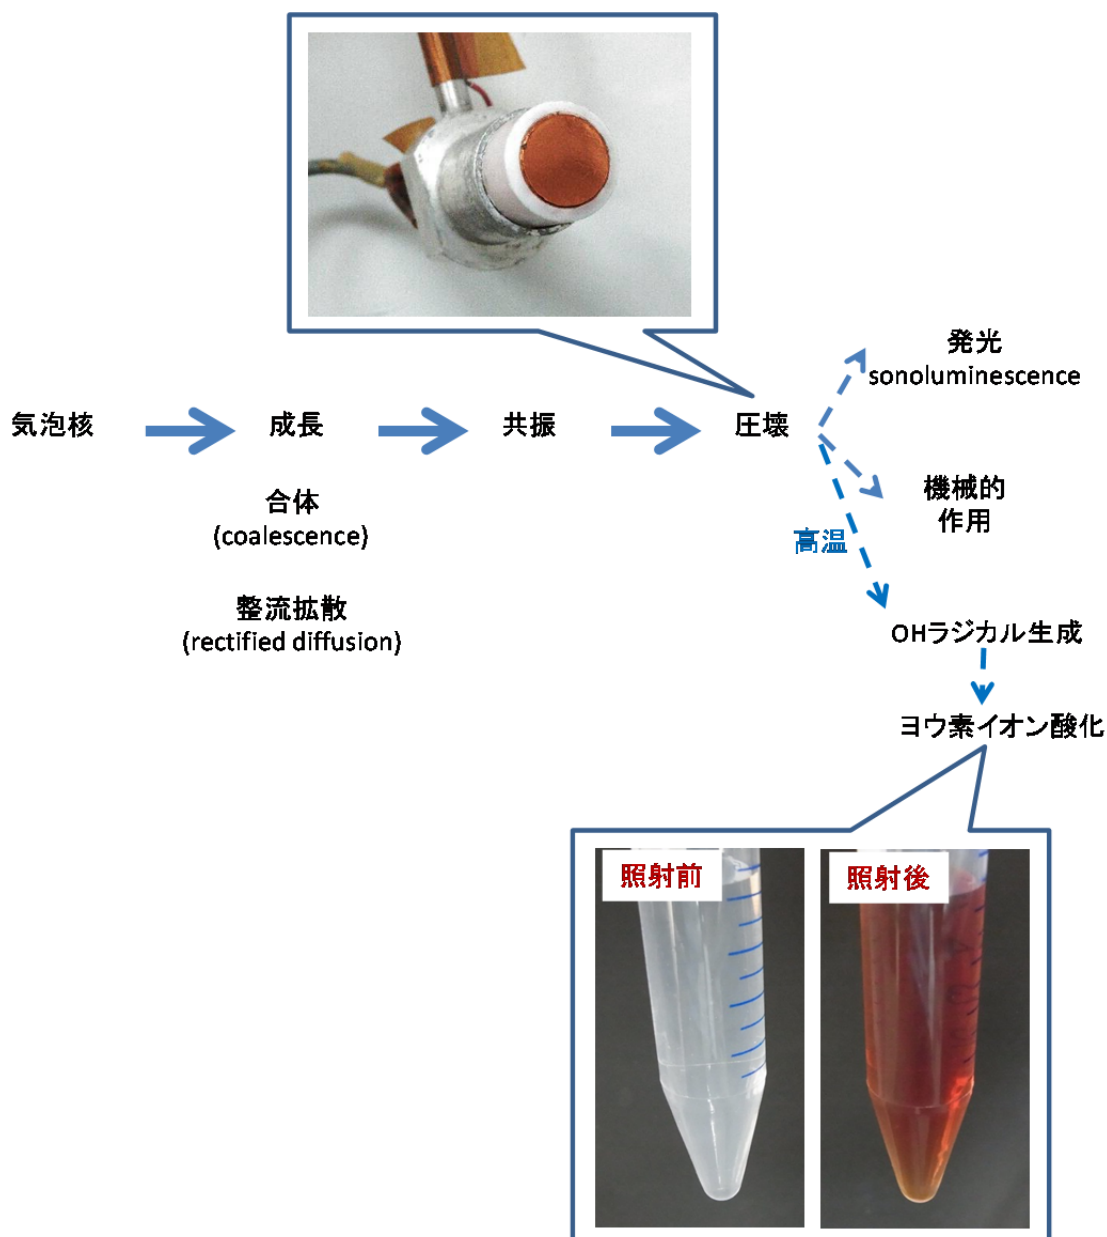 発光
sonoluminescence
気泡核
成長
共振
圧壊
合体
(coalescence)
機械的
作用
高温
整流拡散
(rectified diffusion)
OHラジカル生成
ヨウ素イオン酸化
照射前
照射後